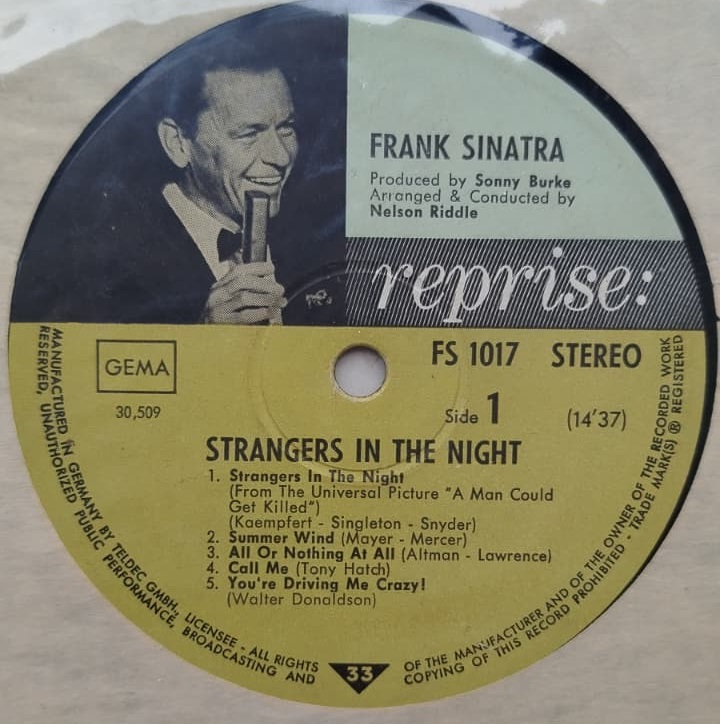 FRANK SINATRA
Produced by Sonny Burke
Arranged & Conducted by
Nelson Riddle
reprise:
GEMA
30,509
FS 1017 STEREO
Side 1 (14'37)
STRANGERS IN THE NIGHT
1. Strangers In The Night
(From The Universal Picture "A Man Could
Get Killed")
(Kaempfert - Singleton - Snyder)
2. Summer Wind (Mayer - Mercer)
3. All Or Nothing At All (Altman - Lawrence)
4. Call Me (Tony Hatch)
5. You're Driving Me Crazy!
(Walter Donaldson)
MANUFACTURED IN GERMANY BY TELDEC GMBH., LICENSEE - ALL RIGHTS OF THE MANUFACTURER AND OF THE OWNER OF THE RECORDED WORK
RESERVED, UNAUTHORIZED PUBLIC PERFORMANCE, BROADCASTING AND COPYING OF THIS RECORD PROHIBITED - TRADE MARK(S) ® REGISTERED
33